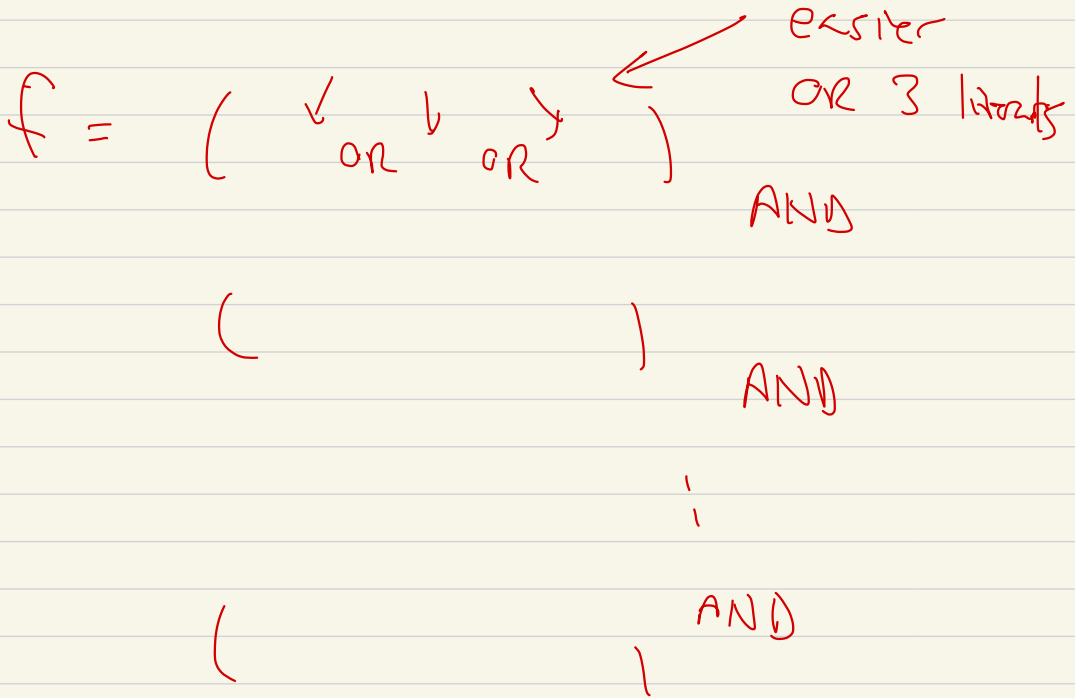 easier
OR 3 literals
f = ( OR OR )
AND
( )
AND
AND
( )